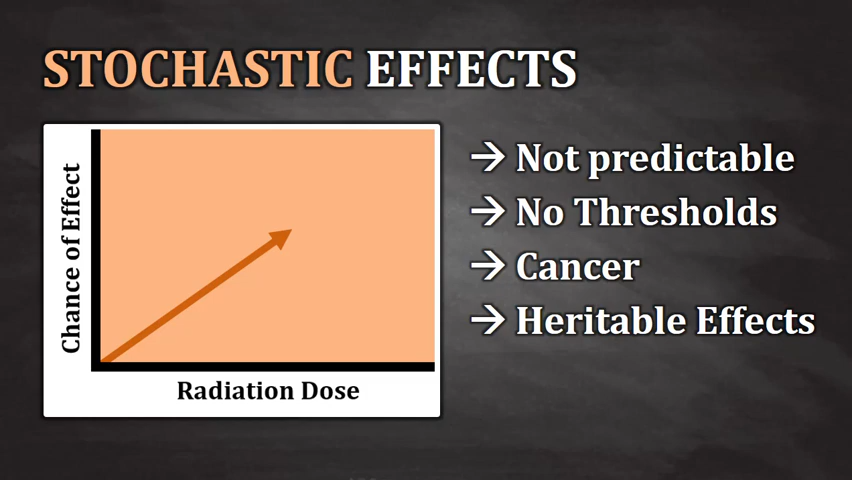 STOCHASTIC EFFECTS
Chance of Effect
Radiation Dose
→ Not predictable
→ No Thresholds
→ Cancer
→ Heritable Effects